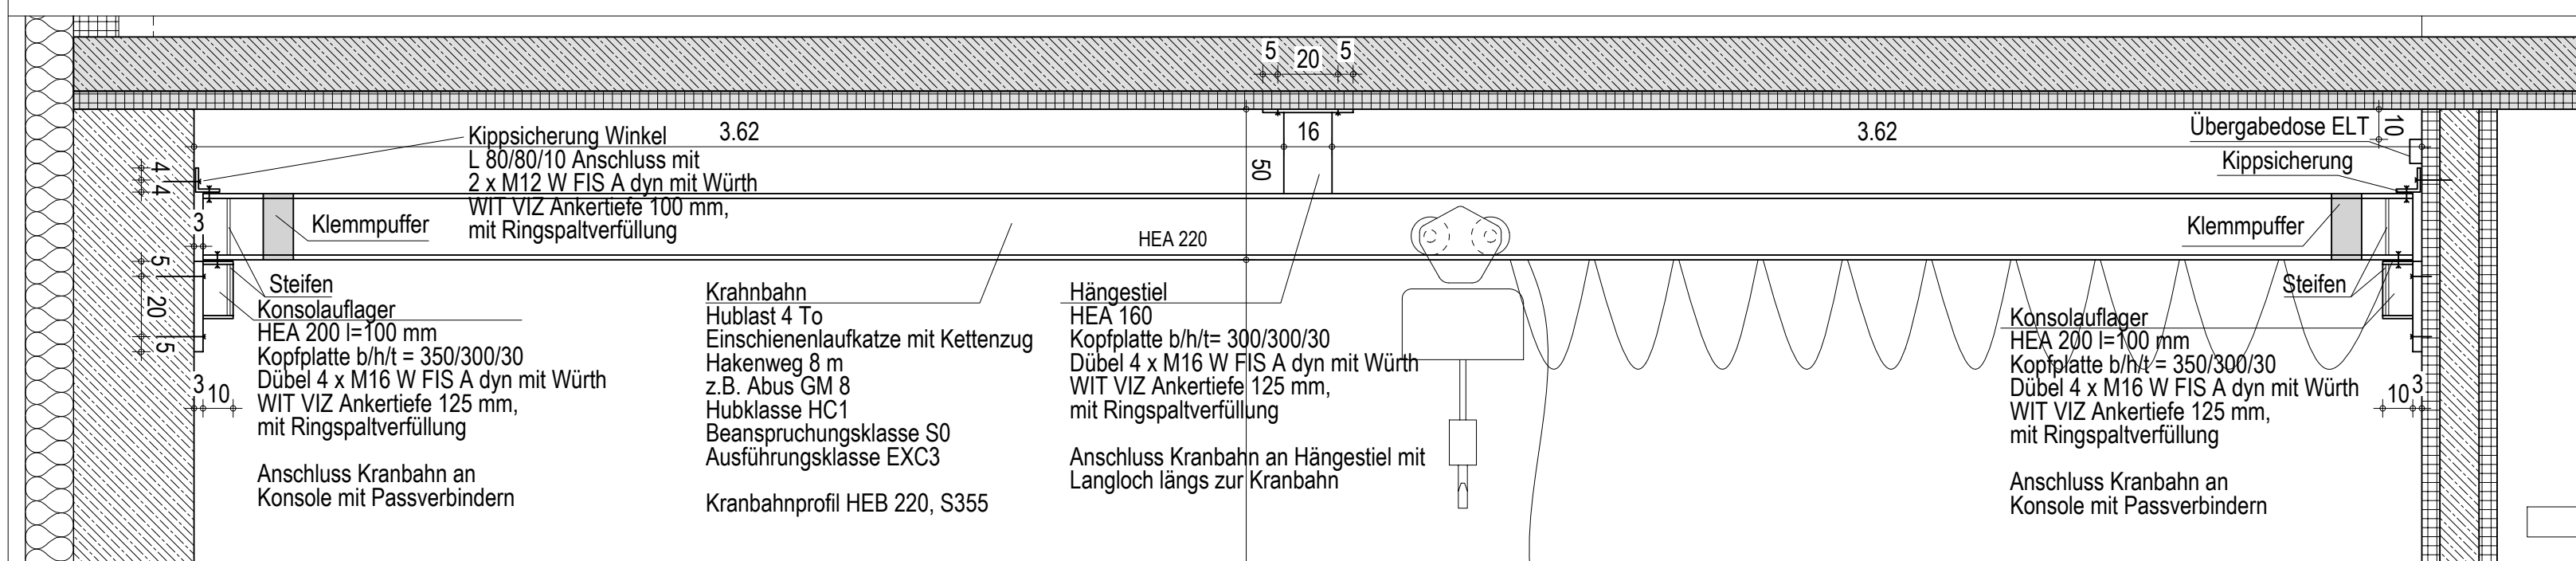 5
20
5
Kippsicherung Winkel
L 80/80/10 Anschluss mit
2 x M12 W FIS A dyn mit Würth
WIT VIZ Ankertiefe 100 mm,
mit Ringspaltverfüllung
3.62
16
3.62
Übergabedose ELT
10
Kippsicherung
4
4
50
3
Klemmpuffer
HEA 220
Klemmpuffer
5
20
5
Steifen
Konsolauflager
HEA 200 l=100 mm
Kopfplatte b/h/t = 350/300/30
Dübel 4 x M16 W FIS A dyn mit Würth
WIT VIZ Ankertiefe 125 mm,
mit Ringspaltverfüllung
Anschluss Kranbahn an
Konsole mit Passverbindern
3
10
Krahnbahn
Hublast 4 To
Einschienenlaufkatze mit Kettenzug
Hakenweg 8 m
z.B. Abus GM 8
Hubklasse HC1
Beanspruchungsklasse S0
Ausführungsklasse EXC3
Kranbahnprofil HEB 220, S355
Hängestiel
HEA 160
Kopfplatte b/h/t= 300/300/30
Dübel 4 x M16 W FIS A dyn mit Würth
WIT VIZ Ankertiefe 125 mm,
mit Ringspaltverfüllung
Anschluss Kranbahn an Hängestiel mit
Langloch längs zur Kranbahn
Steifen
Konsolauflager
HEA 200 l=100 mm
Kopfplatte b/h/t = 350/300/30
Dübel 4 x M16 W FIS A dyn mit Würth
WIT VIZ Ankertiefe 125 mm,
mit Ringspaltverfüllung
Anschluss Kranbahn an
Konsole mit Passverbindern
10
3